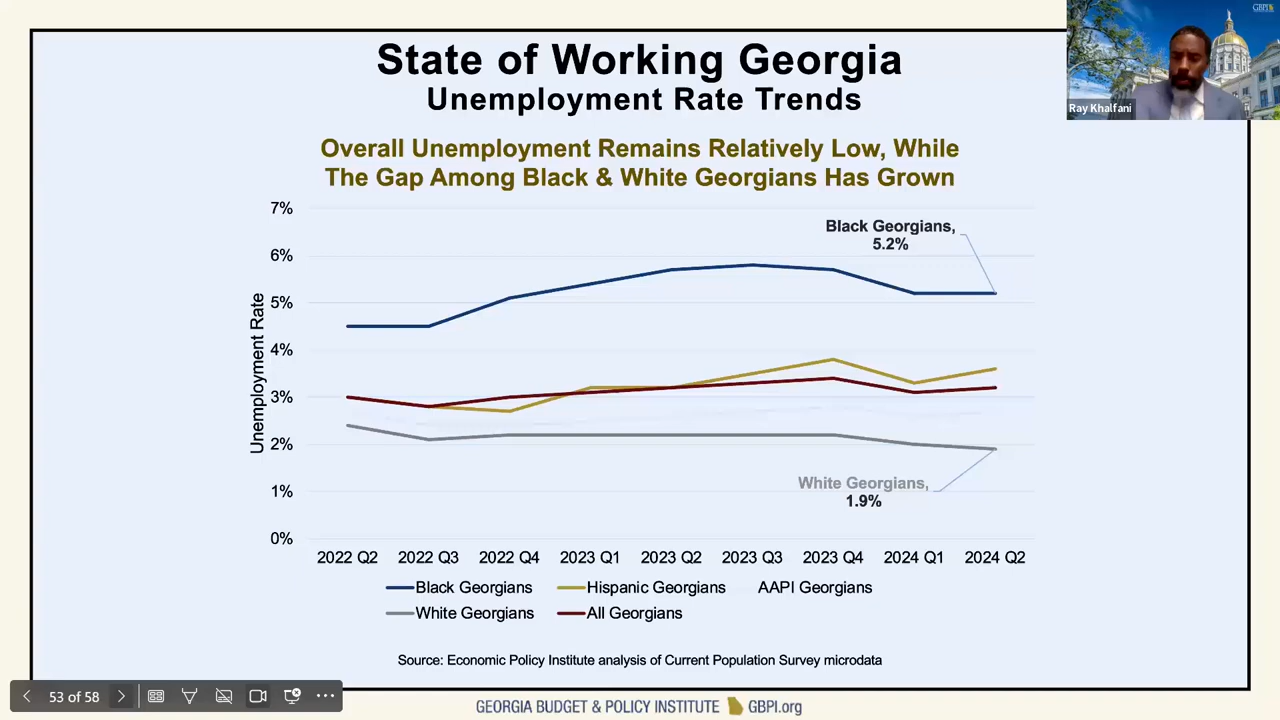 GBPI
State of Working Georgia
Unemployment Rate Trends
Ray Khalfani
Overall Unemployment Remains Relatively Low, While
The Gap Among Black & White Georgians Has Grown
7%
6%
5%
4%
3%
2%
1%
0%
Unemployment Rate
Black Georgians,
5.2%
White Georgians,
1.9%
2022 Q2 2022 Q3 2022 Q4 2023 Q1 2023 Q2 2023 Q3 2023 Q4 2024 Q1 2024 Q2
Black Georgians Hispanic Georgians AAPI Georgians
White Georgians All Georgians
Source: Economic Policy Institute analysis of Current Population Survey microdata
53 of 58
GEORGIA BUDGET & POLICY INSTITUTE GBPI.org